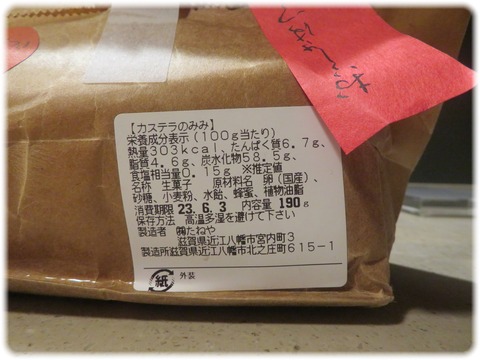 【カステラのみみ】
栄養成分表示(100g当たり)
熱量303kcal、たんぱく質6.7g、
脂質4.6g、炭水化物58.5g、
食塩相当量0.15g ※推定値
名称 生菓子 原材料名 卵(国産)、
砂糖、小麦粉、水飴、蜂蜜、植物油脂
消費期限 23.6.3 内容量 190g
保存方法 高温多湿を避けて下さい
製造者 ㈱たねや
滋賀県近江八幡市宮内町3
製造所滋賀県近江八幡市北之庄町615-1
紙 外装